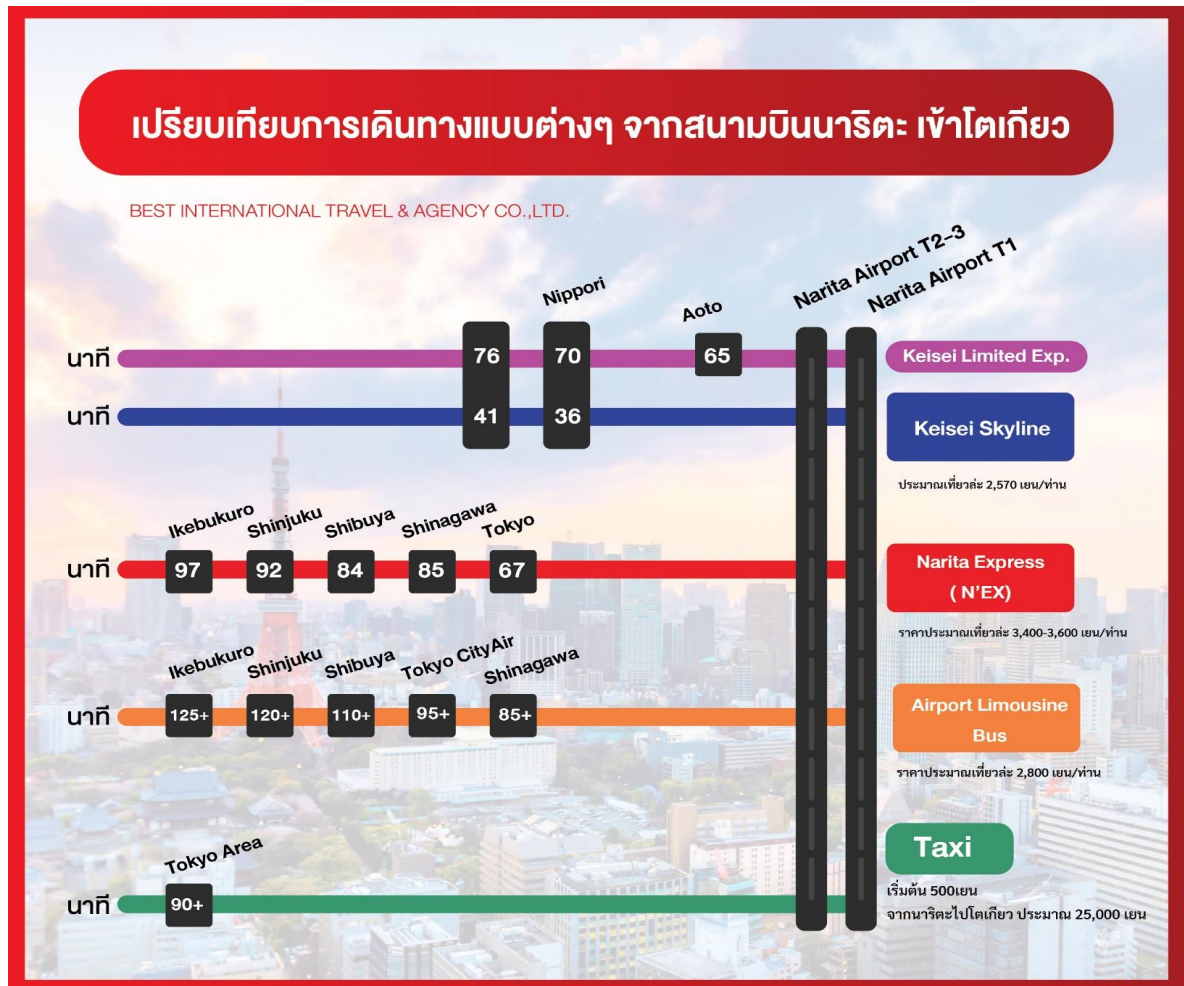 เปรียบเทียบการเดินทางแบบต่างๆ จากสนามบินนาริตะ เข้าโตเกียว
BEST INTERNATIONAL TRAVEL & AGENCY CO.,LTD.
Nippori
Aoto
Narita Airport T2-3
Narita Airport T1
นาที 76 70 65 Keisei Limited Exp.
นาที 41 36 Keisei Skyline
ประมาณเที่ยวล่ะ 2,570 เยน/ท่าน
Ikebukuro Shinjuku Shibuya Shinagawa Tokyo
นาที 97 92 84 85 67 Narita Express
( N'EX)
ราคาประมาณเที่ยวล่ะ 3,400-3,600 เยน/ท่าน
Ikebukuro Shinjuku Shibuya Tokyo CityAir Shinagawa
นาที 125+ 120+ 110+ 95+ 85+ Airport Limousine
Bus
ราคาประมาณเที่ยวล่ะ 2,800 เยน/ท่าน
Tokyo Area
Taxi
นาที 90+ เริ่มต้น 500เยน
จากนาริตะไปโตเกียว ประมาณ 25,000 เยน